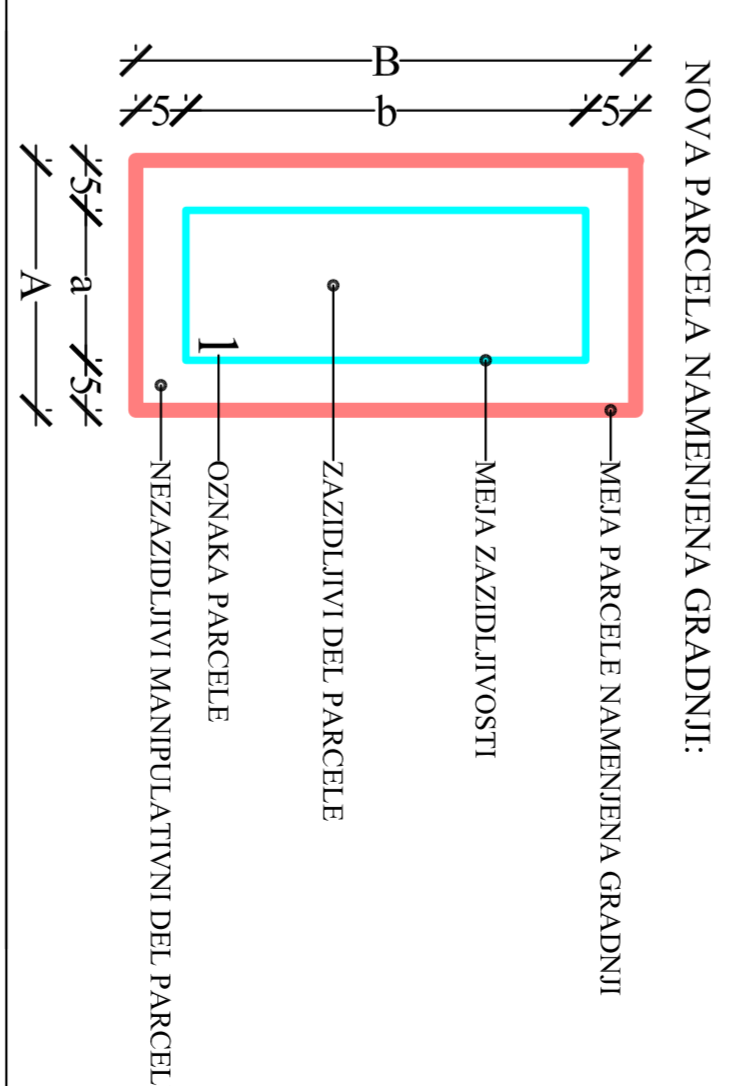 NOVA PARCELA NAMENJENA GRADNJI:
B
5
b
5
5
a
5
A
1
MEJA PARCELE NAMENJENA GRADNJI
MEJA ZAZIDLJIVOSTI
ZAZIDLJIVI DEL PARCELE
OZNAKA PARCELE
NEZAZIDLJIVI MANIPULATIVNI DEL PARCEL